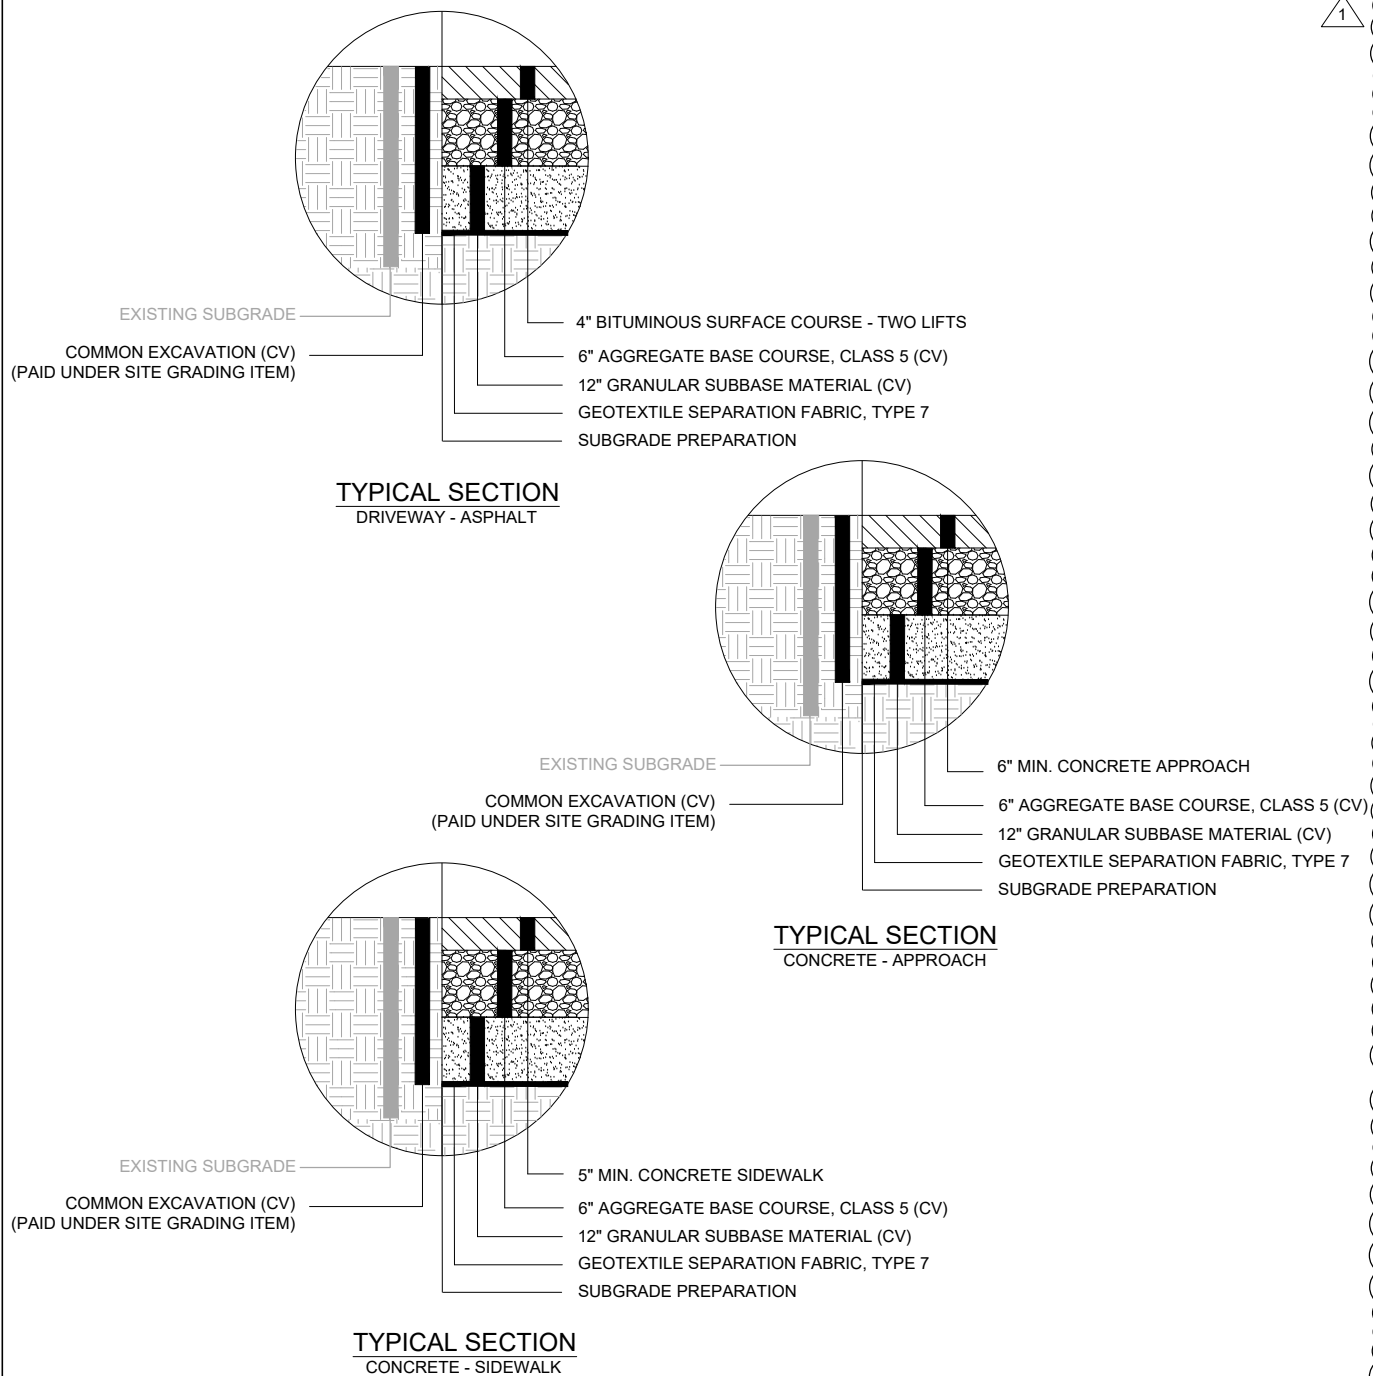 1
EXISTING SUBGRADE
COMMON EXCAVATION (CV)
(PAID UNDER SITE GRADING ITEM)
4" BITUMINOUS SURFACE COURSE - TWO LIFTS
6" AGGREGATE BASE COURSE, CLASS 5 (CV)
12" GRANULAR SUBBASE MATERIAL (CV)
GEOTEXTILE SEPARATION FABRIC, TYPE 7
SUBGRADE PREPARATION
TYPICAL SECTION
DRIVEWAY - ASPHALT
EXISTING SUBGRADE
COMMON EXCAVATION (CV)
(PAID UNDER SITE GRADING ITEM)
6" MIN. CONCRETE APPROACH
6" AGGREGATE BASE COURSE, CLASS 5 (CV)
12" GRANULAR SUBBASE MATERIAL (CV)
GEOTEXTILE SEPARATION FABRIC, TYPE 7
SUBGRADE PREPARATION
TYPICAL SECTION
CONCRETE - APPROACH
EXISTING SUBGRADE
COMMON EXCAVATION (CV)
(PAID UNDER SITE GRADING ITEM)
5" MIN. CONCRETE SIDEWALK
6" AGGREGATE BASE COURSE, CLASS 5 (CV)
12" GRANULAR SUBBASE MATERIAL (CV)
GEOTEXTILE SEPARATION FABRIC, TYPE 7
SUBGRADE PREPARATION
TYPICAL SECTION
CONCRETE - SIDEWALK